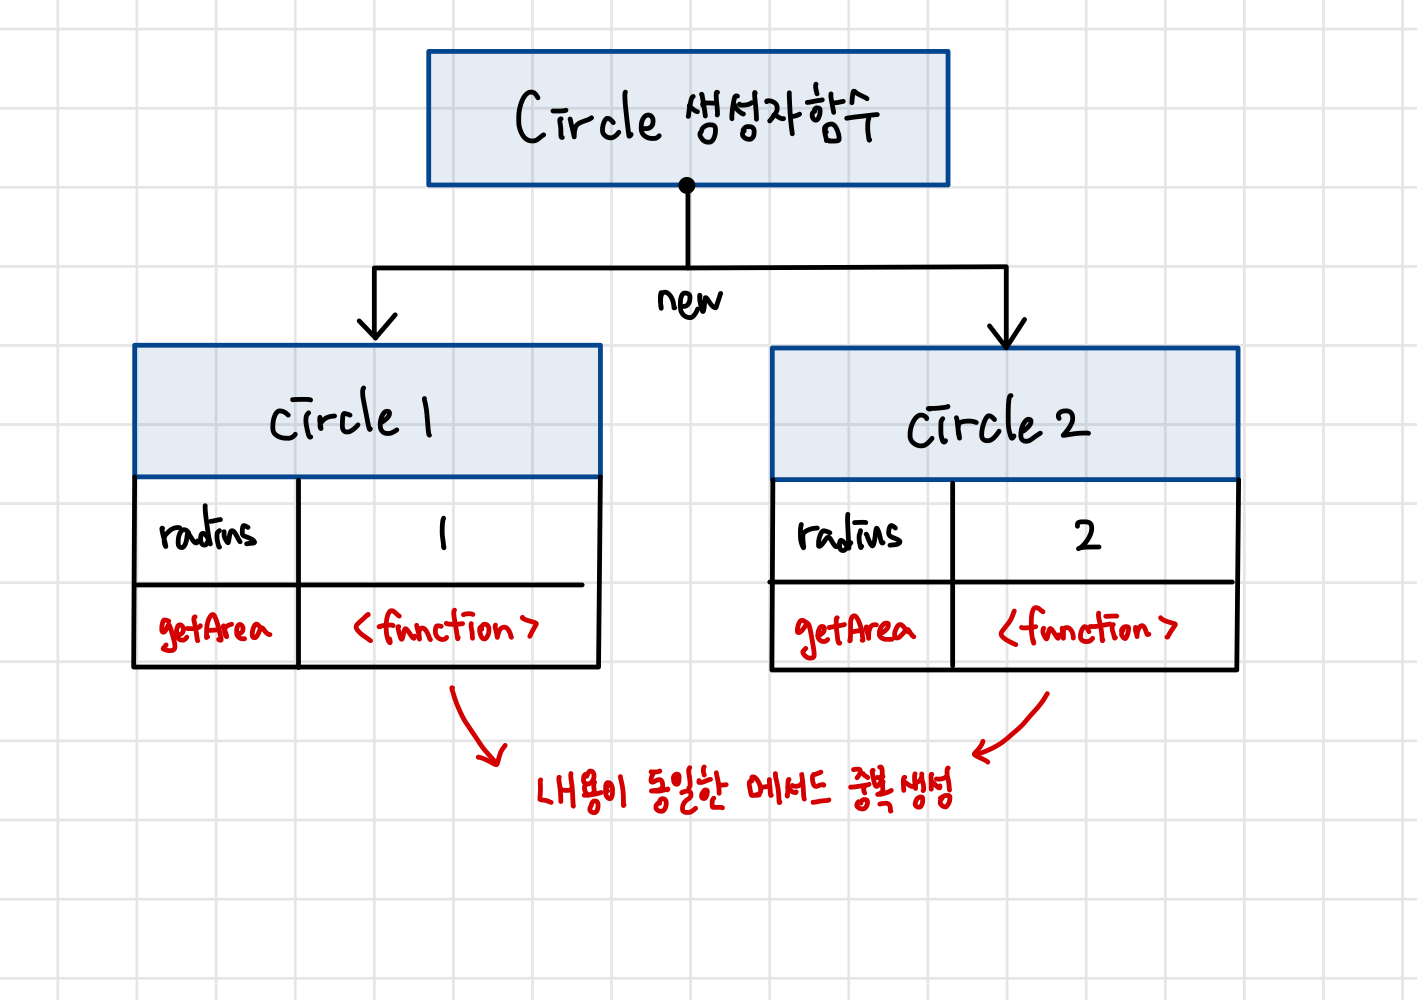 Circle 생성자함수
new
circle 1
circle 2
radius 1
radius 2
getArea <function>
getArea <function>
내용이 동일한 메서드 중복 생성